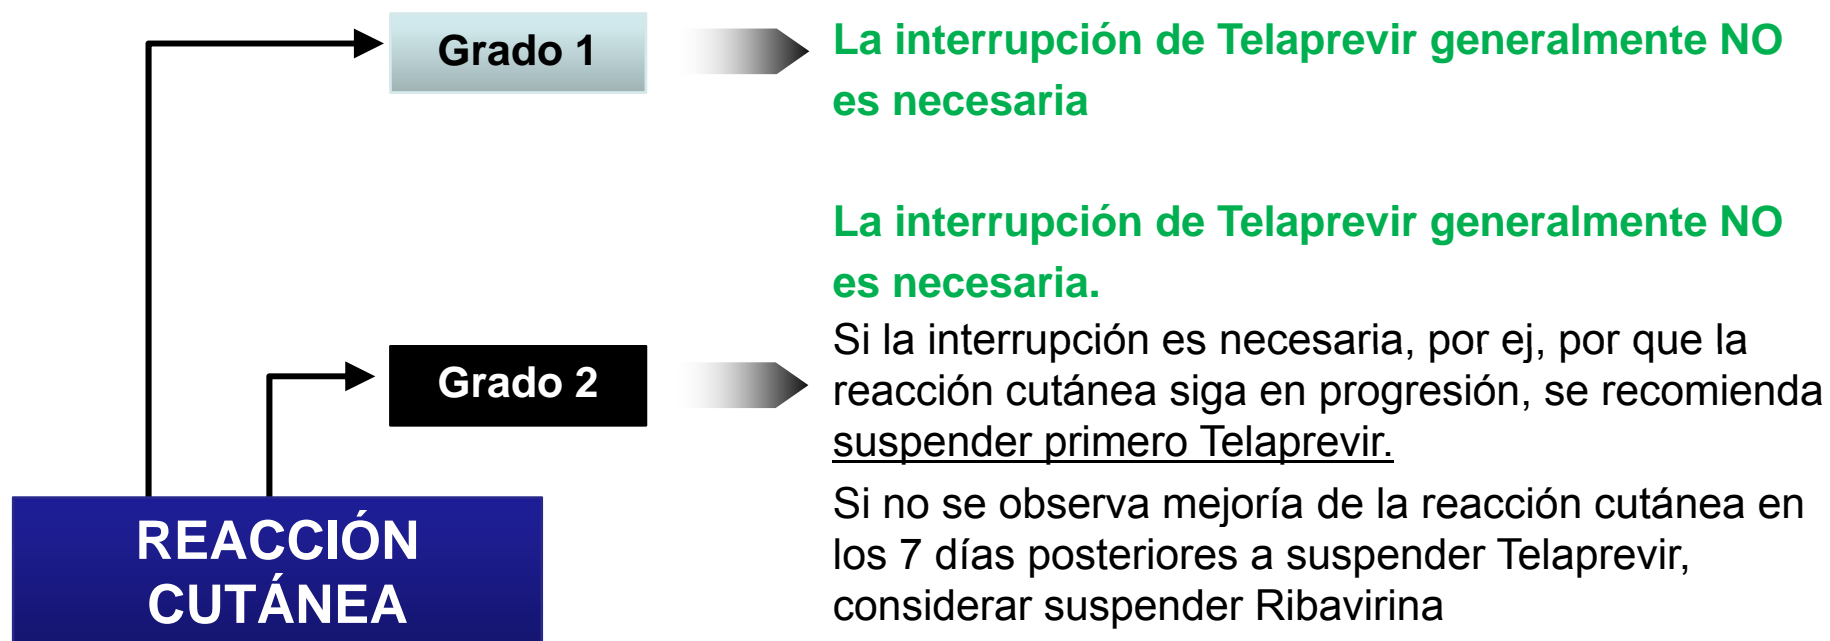 Grado 1
La interrupción de Telaprevir generalmente NO
es necesaria
La interrupción de Telaprevir generalmente NO
es necesaria.
Grado 2
Si la interrupción es necesaria, por ej, por que la
reacción cutánea siga en progresión, se recomienda
suspender primero Telaprevir.
Si no se observa mejoría de la reacción cutánea en
los 7 días posteriores a suspender Telaprevir,
considerar suspender Ribavirina
REACCIÓN
CUTÁNEA